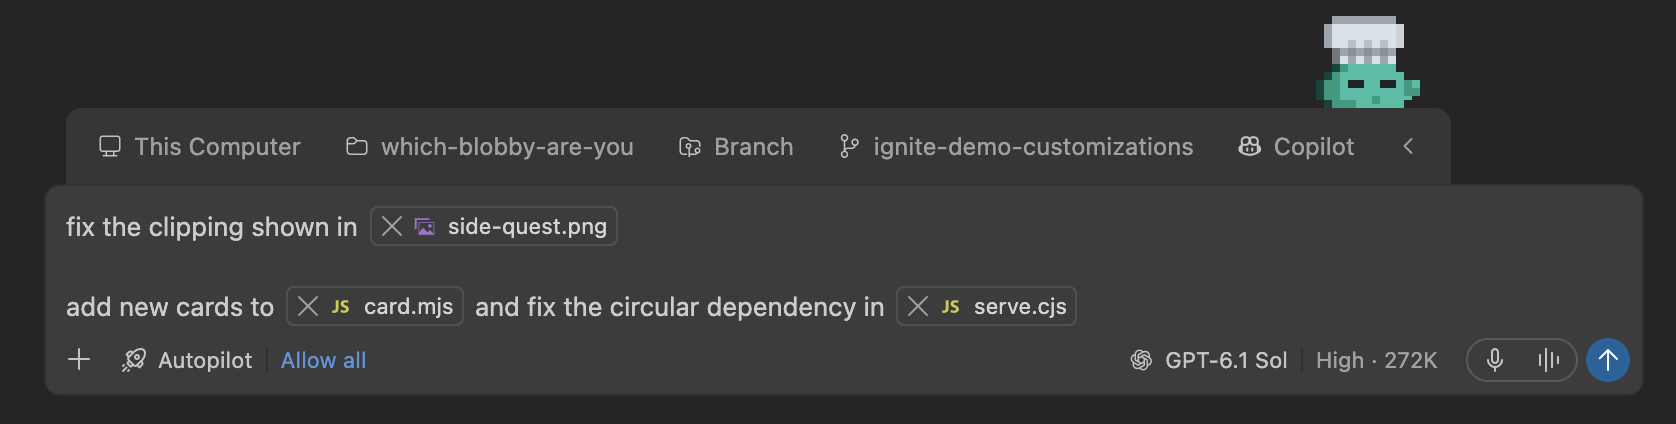 This Computer which-blobby-are-you Branch ignite-demo-customizations Copilot
fix the clipping shown in side-quest.png
add new cards to JS card.mjs and fix the circular dependency in JS serve.cjs
Autopilot Allow all GPT-6.1 Sol High · 272K